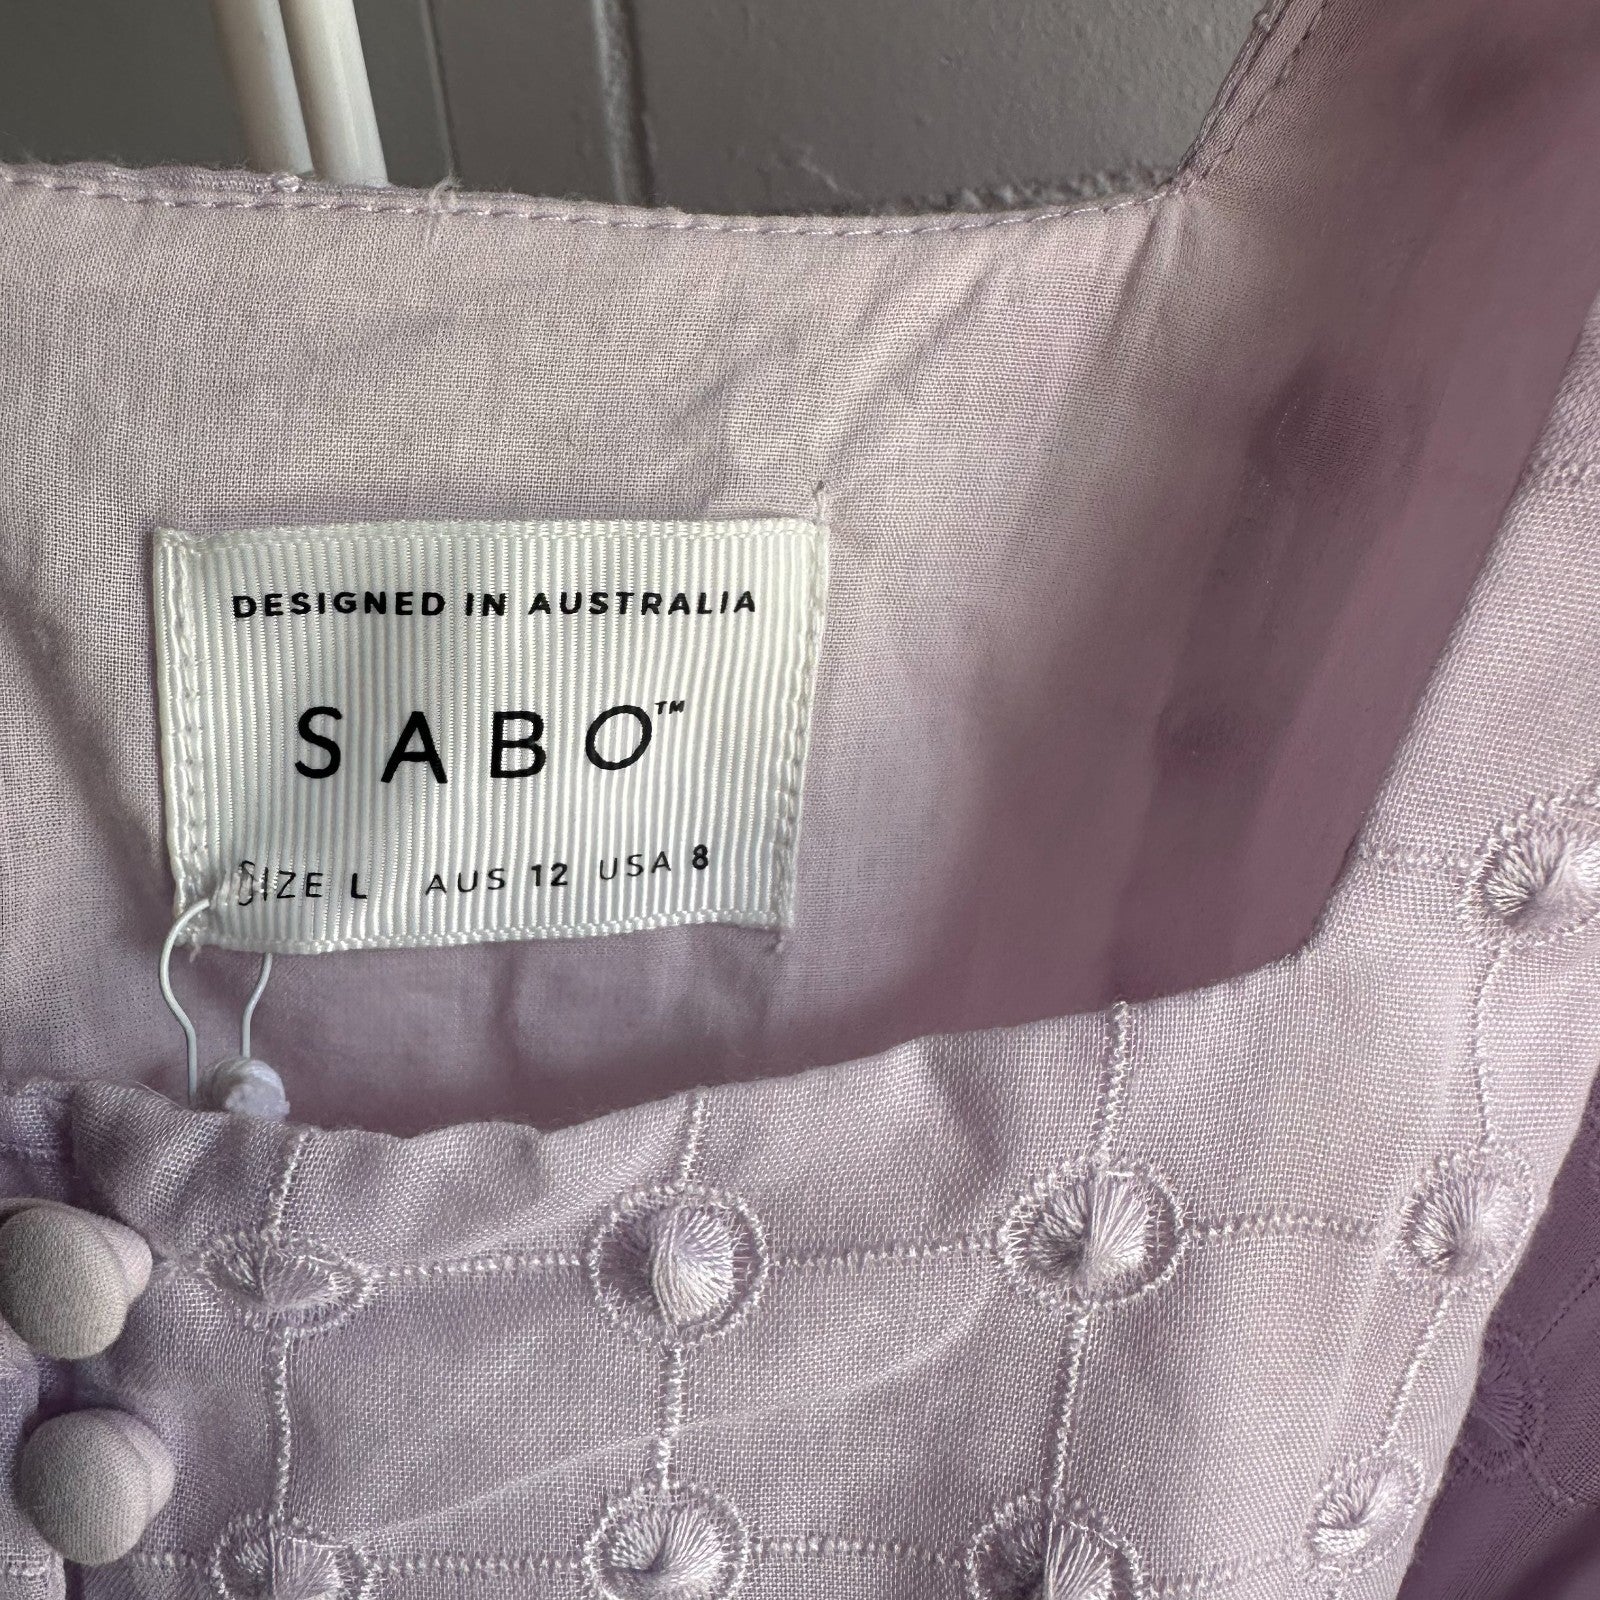 DESIGNED IN AUSTRALIA
SABO™
SIZE L AUS 12 USA 8